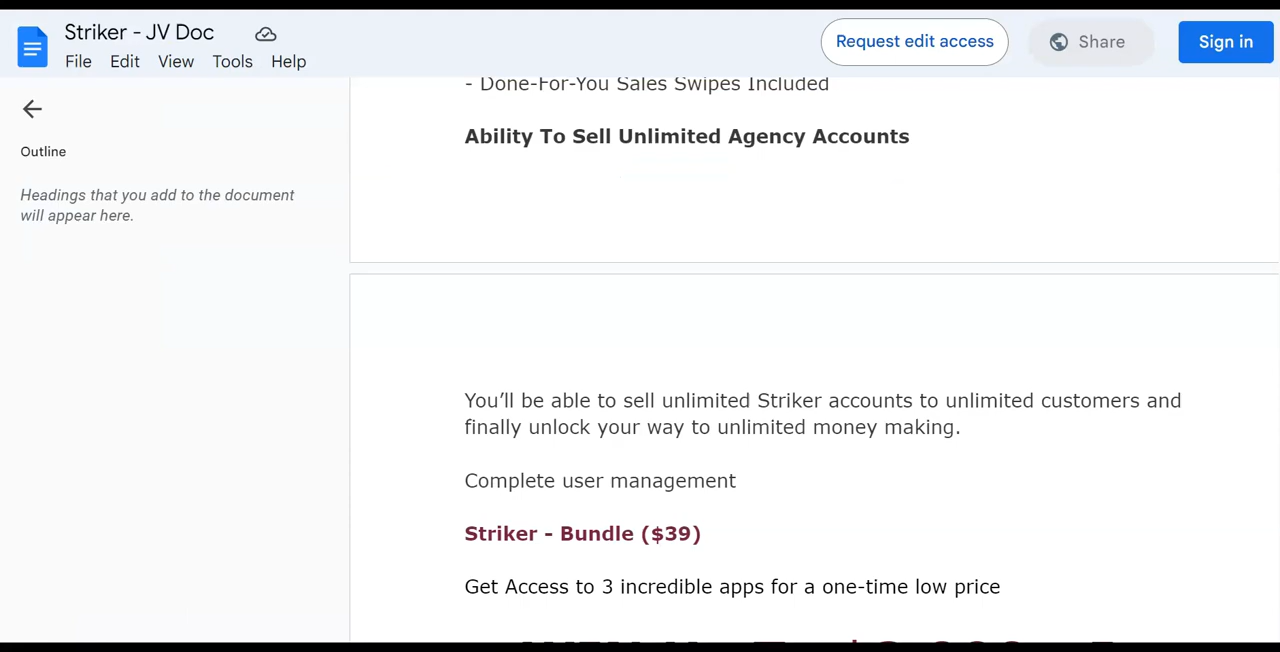 Striker - JV Doc
File Edit View Tools Help
Request edit access
Share
Sign in
Outline
Headings that you add to the document
will appear here.
- Done-For-You Sales Swipes Included
Ability To Sell Unlimited Agency Accounts
You’ll be able to sell unlimited Striker accounts to unlimited customers and
finally unlock your way to unlimited money making.
Complete user management
Striker - Bundle ($39)
Get Access to 3 incredible apps for a one-time low price